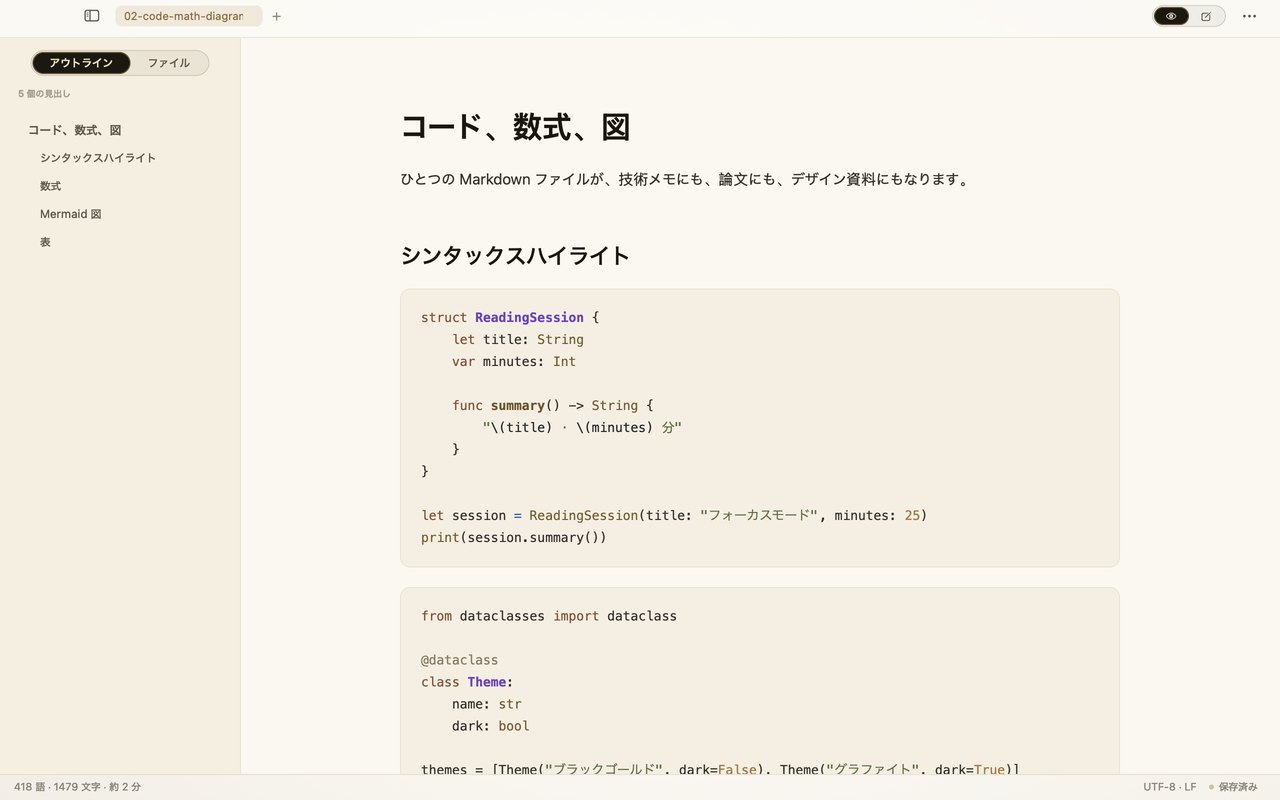 02-code-math-diagran
アウトライン
ファイル
5 個の見出し
コード、数式、図
シンタックスハイライト
数式
Mermaid 図
表
コード、数式、図
ひとつの Markdown ファイルが、技術メモにも、論文にも、デザイン資料にもなります。
シンタックスハイライト
struct ReadingSession {
    let title: String
    var minutes: Int
    func summary() -> String {
        "\(title) · \(minutes) 分"
    }
}
let session = ReadingSession(title: "フォーカスモード", minutes: 25)
print(session.summary())
from dataclasses import dataclass
@dataclass
class Theme:
    name: str
    dark: bool
themes = [Theme("ブラックゴールド", dark=False), Theme("グラファイト", dark=True)]
418 語 · 1479 文字 · 約 2 分
UTF-8 · LF
保存済み